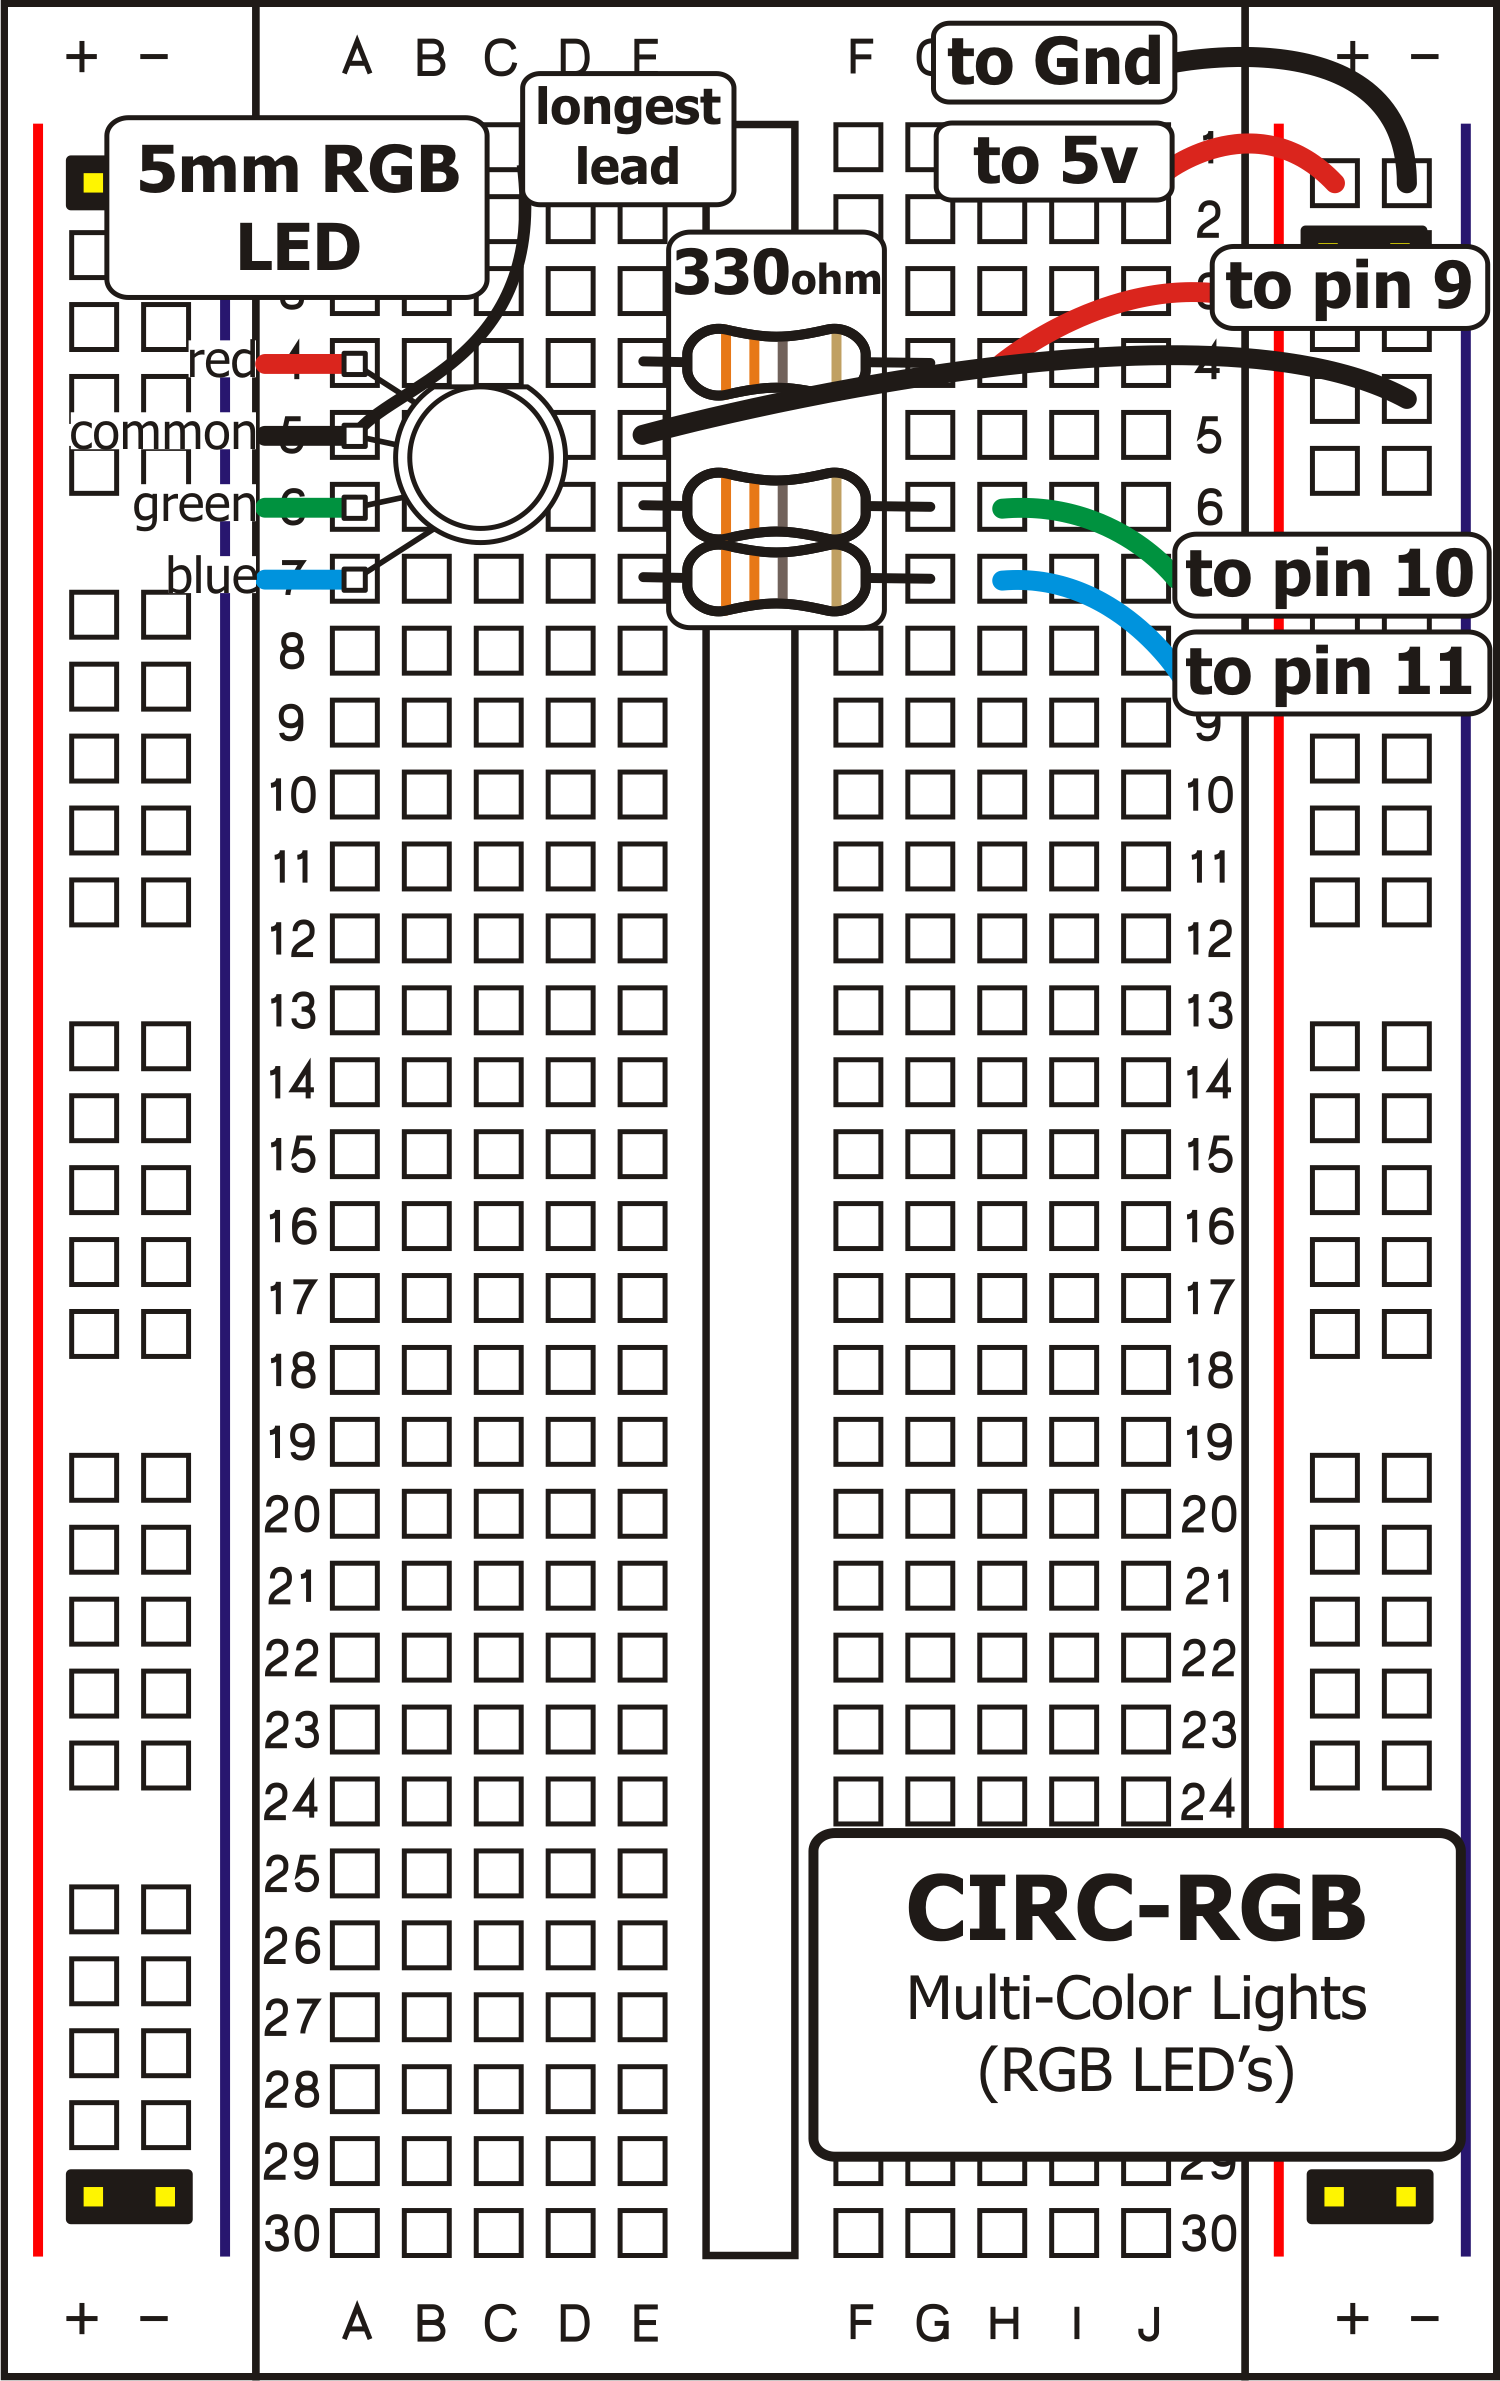 + − A B C D E F + −
to Gnd
longest
lead
5mm RGB
LED
to 5v
1
2
2
330ohm
to pin 9
3 3
red 4 4
common 5 5
green 6 6
blue 7
to pin 10
8
to pin 11
9 9
10 10
11 11
12 12
13 13
14 14
15 15
16 16
17 17
18 18
19 19
20 20
21 21
22 22
23 23
24 24
25
26
27
28
29 29
30 30
CIRC-RGB
Multi-Color Lights
(RGB LED’s)
+ − A B C D E F G H I J + −